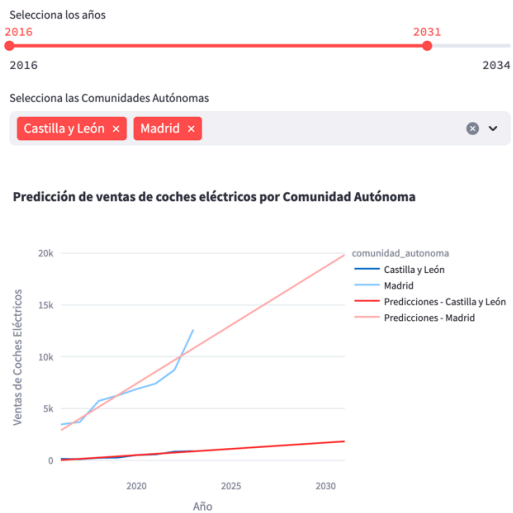 Selecciona los años
2016 2031
2016 2034
Selecciona las Comunidades Autónomas
Castilla y León × Madrid ×
Predicción de ventas de coches eléctricos por Comunidad Autónoma
comunidad_autonoma
Castilla y León
Madrid
Predicciones - Castilla y León
Predicciones - Madrid
Ventas de Coches Eléctricos
20k
15k
10k
5k
0
2020 2025 2030
Año